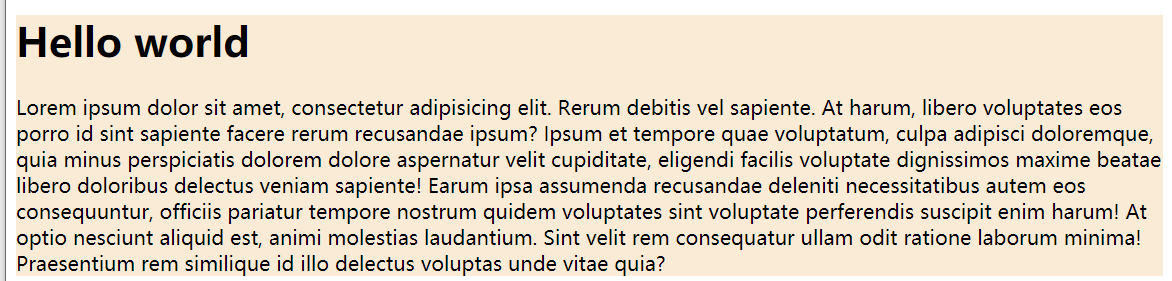 Hello world
Lorem ipsum dolor sit amet, consectetur adipisicing elit. Rerum debitis vel sapiente. At harum, libero voluptates eos
porro id sint sapiente facere rerum recusandae ipsum? Ipsum et tempore quae voluptatum, culpa adipisci doloremque,
quia minus perspiciatis dolorem dolore aspernatur velit cupiditate, eligendi facilis voluptate dignissimos maxime beatae
libero doloribus delectus veniam sapiente! Earum ipsa assumenda recusandae deleniti necessitatibus autem eos
consequuntur, officiis pariatur tempore nostrum quidem voluptates sint voluptate perferendis suscipit enim harum! At
optio nesciunt aliquid est, animi molestias laudantium. Sint velit rem consequatur ullam odit ratione laborum minima!
Praesentium rem similique id illo delectus voluptas unde vitae quia?